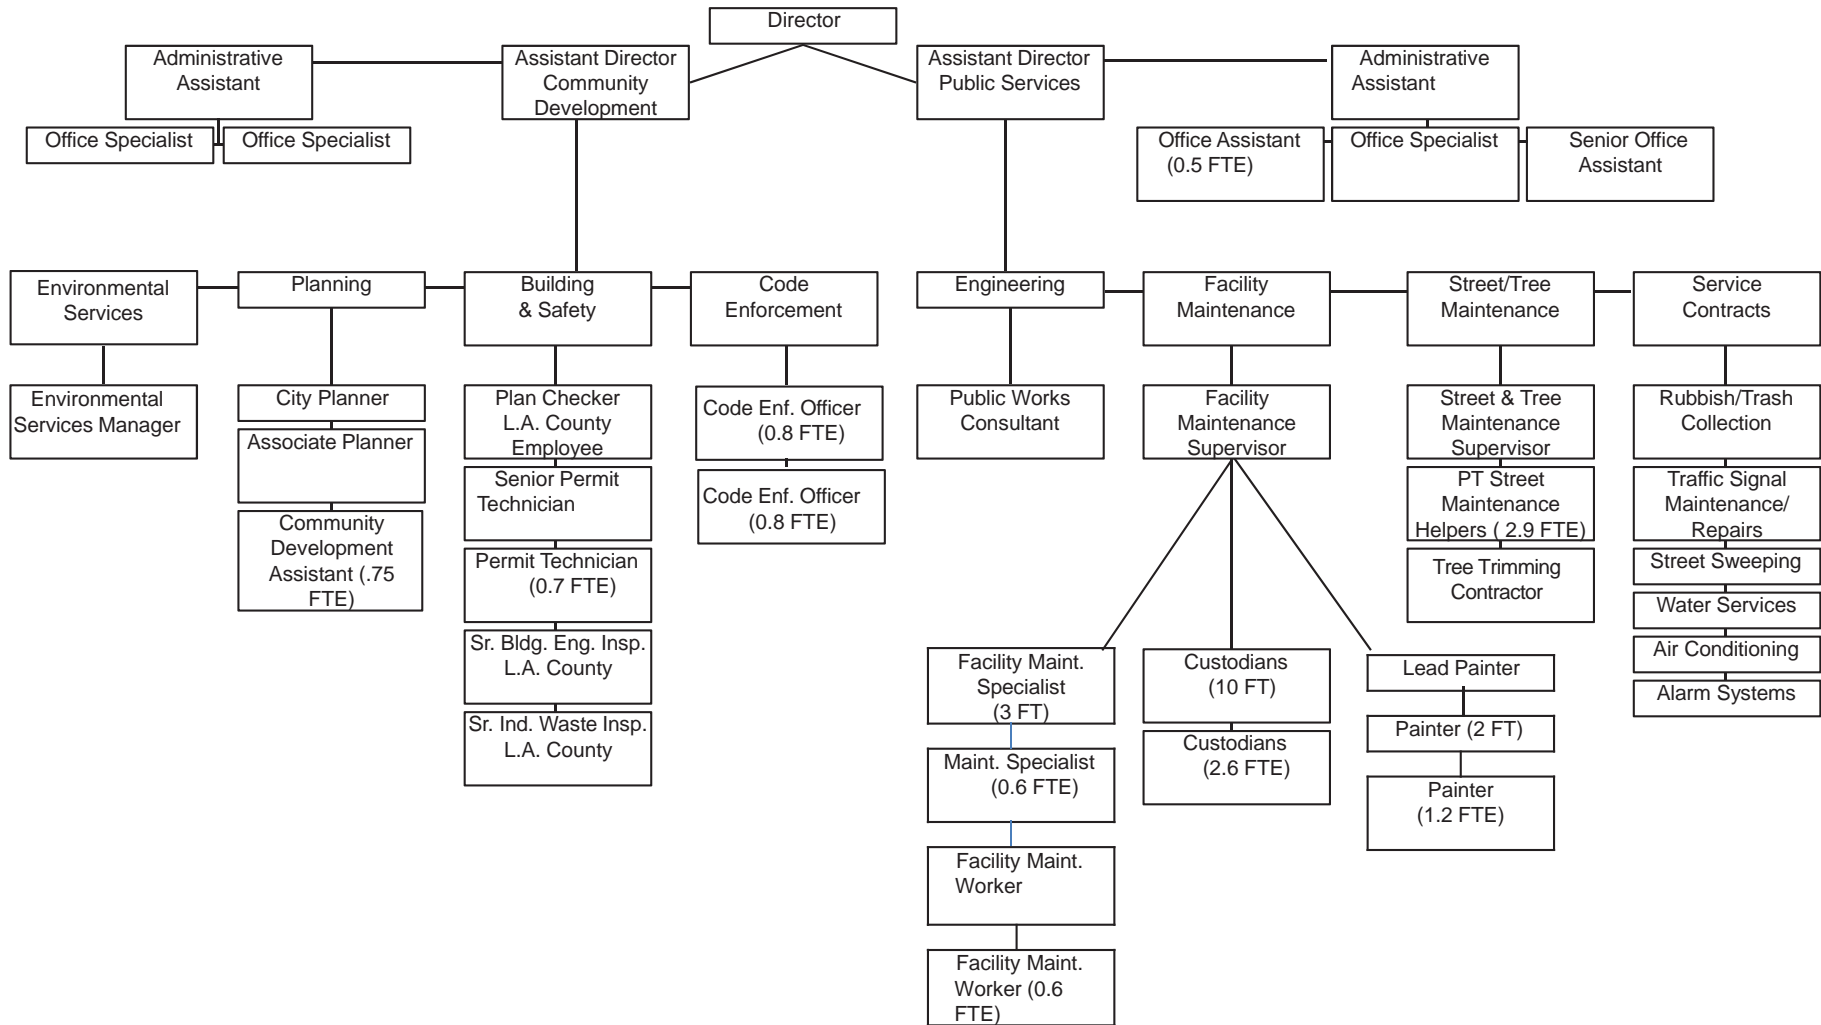 Director
Administrative
Assistant
Assistant Director
Community
Development
Assistant Director
Public Services
Administrative
Assistant
Office Specialist
Office Specialist
Office Assistant
(0.5 FTE)
Office Specialist
Senior Office
Assistant
Environmental
Services
Planning
Building
& Safety
Code
Enforcement
Engineering
Facility
Maintenance
Street/Tree
Maintenance
Service
Contracts
Environmental
Services Manager
City Planner
Associate Planner
Community
Development
Assistant (.75
FTE)
Plan Checker
L.A. County
Employee
Senior Permit
Technician
Permit Technician
(0.7 FTE)
Sr. Bldg. Eng. Insp.
L.A. County
Sr. Ind. Waste Insp.
L.A. County
Code Enf. Officer
(0.8 FTE)
Code Enf. Officer
(0.8 FTE)
Public Works
Consultant
Facility
Maintenance
Supervisor
Facility Maint.
Specialist
(3 FT)
Maint. Specialist
(0.6 FTE)
Facility Maint.
Worker
Facility Maint.
Worker (0.6
FTE)
Custodians
(10 FT)
Custodians
(2.6 FTE)
Lead Painter
Painter (2 FT)
Painter
(1.2 FTE)
Street & Tree
Maintenance
Supervisor
PT Street
Maintenance
Helpers ( 2.9 FTE)
Tree Trimming
Contractor
Rubbish/Trash
Collection
Traffic Signal
Maintenance/
Repairs
Street Sweeping
Water Services
Air Conditioning
Alarm Systems